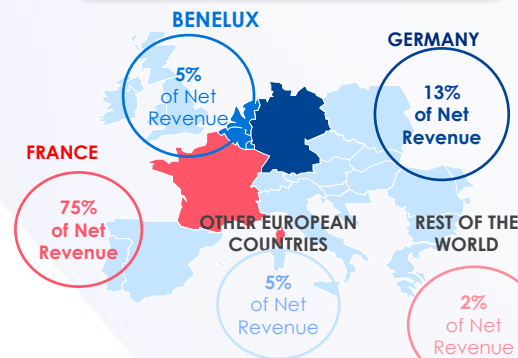 BENELUX
5%
of Net
Revenue
GERMANY
13%
of Net
Revenue
FRANCE
75%
of Net
Revenue
OTHER EUROPEAN
COUNTRIES
5%
of Net
Revenue
REST OF THE
WORLD
2%
of Net
Revenue